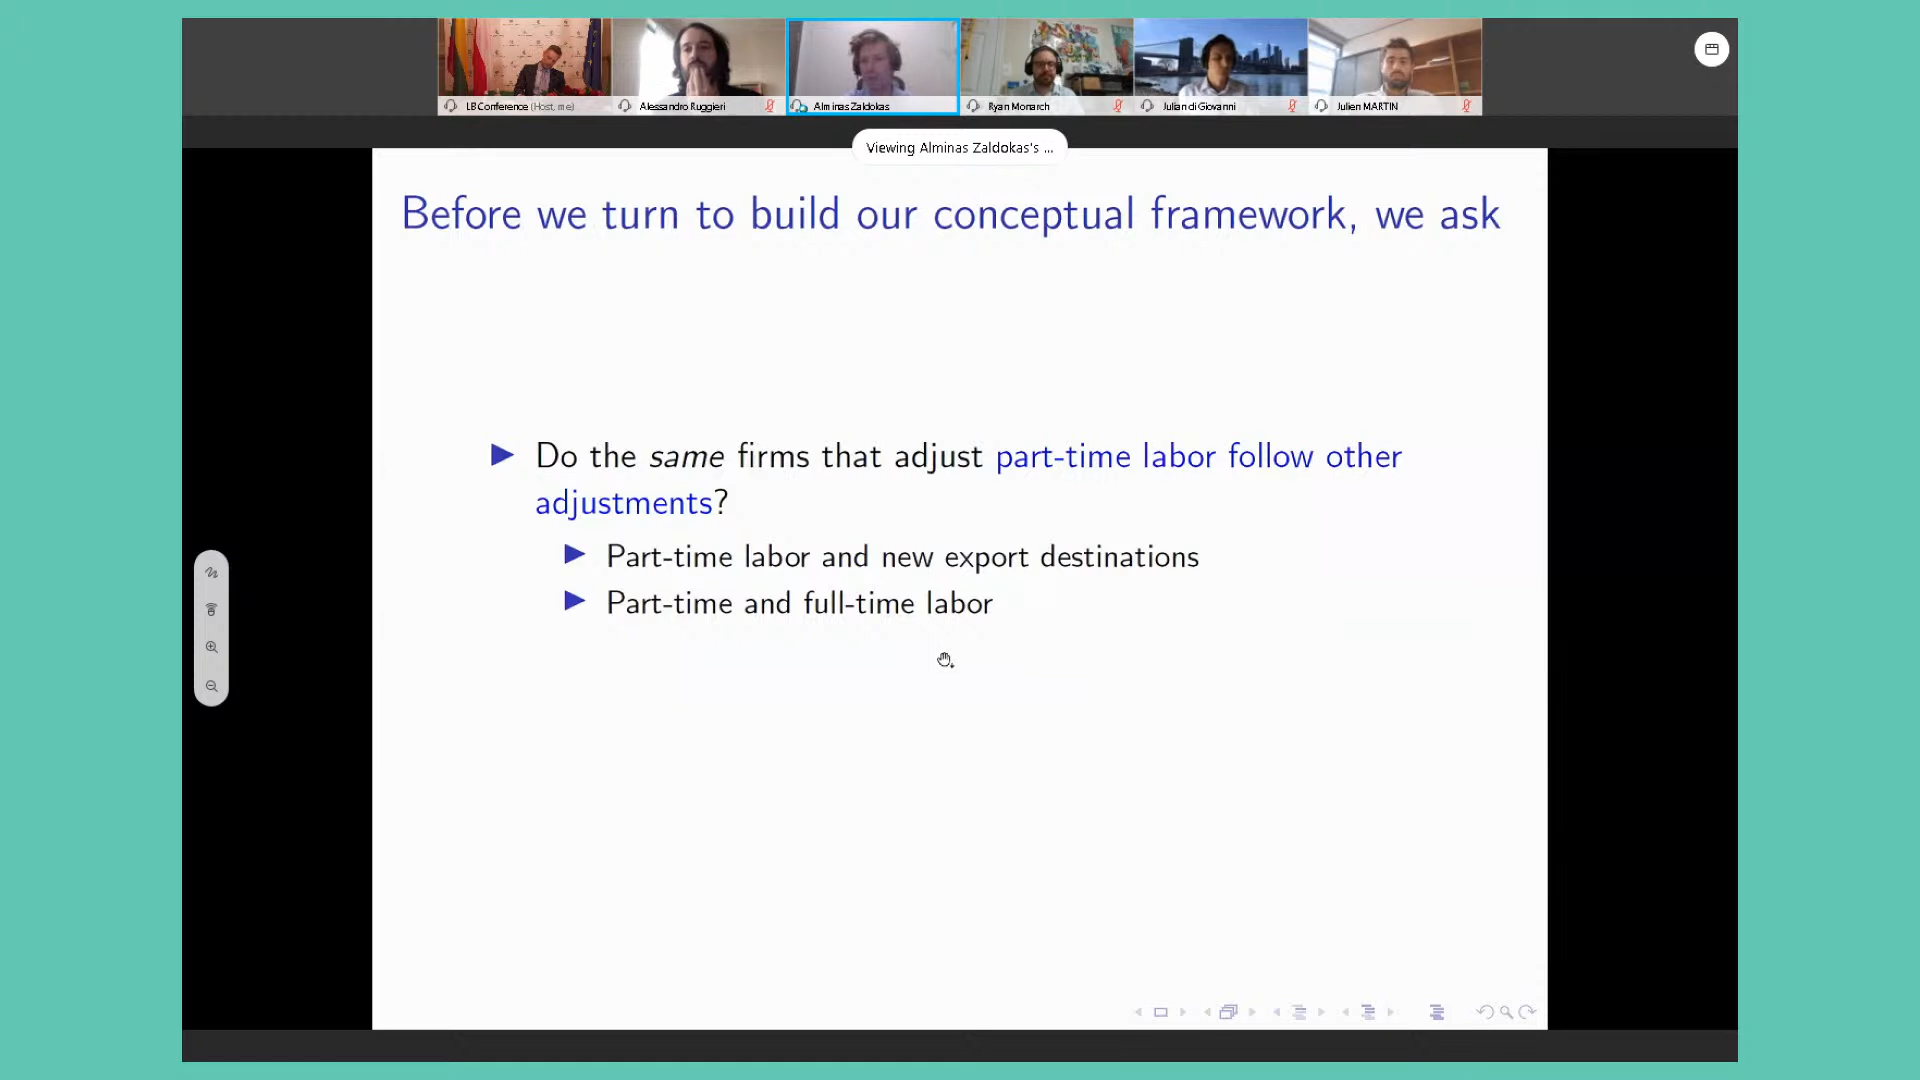 LB Conference (Host, me)
Alessandro Ruggieri
Alminas Zaldokas
Ryan Monarch
Julian di Giovanni
Julien MARTIN
Viewing Alminas Zaldokas's ...
Before we turn to build our conceptual framework, we ask
Do the same firms that adjust part-time labor follow other
adjustments?
Part-time labor and new export destinations
Part-time and full-time labor